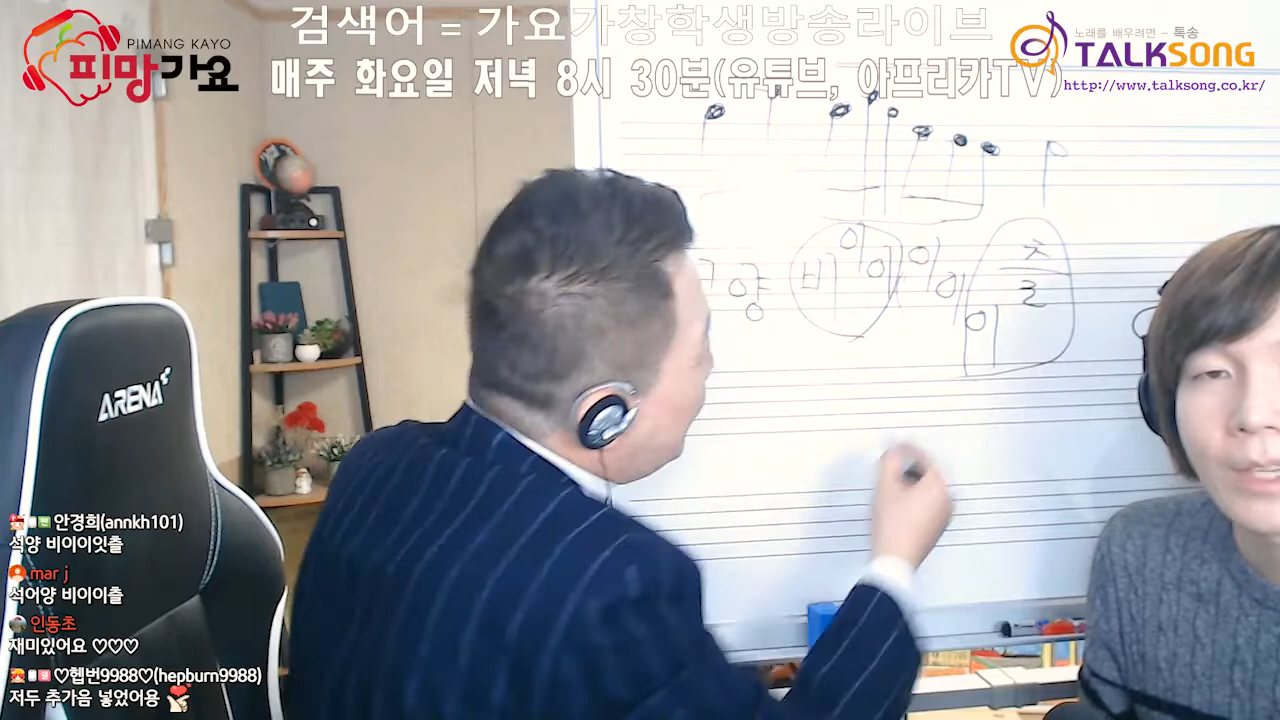 검색어 = 가요가창학생방송라이브
매주 화요일 저녁 8시 30분(유튜브, 아프리카TV)
PIMANG KAYO
피망가요
노래를 배우려면 - 톡송
TALKSONG
http://www.talksong.co.kr/
양 비 이 이 이 이 이 츨
ARENA
안경희(annkh101)
석양 비이이잇츨
mar j
석어양 비이이츨
인동초
재미있어요 ♡♡♡
♡헵번9988♡(hepburn9988)
저두 추가음 넣었어용